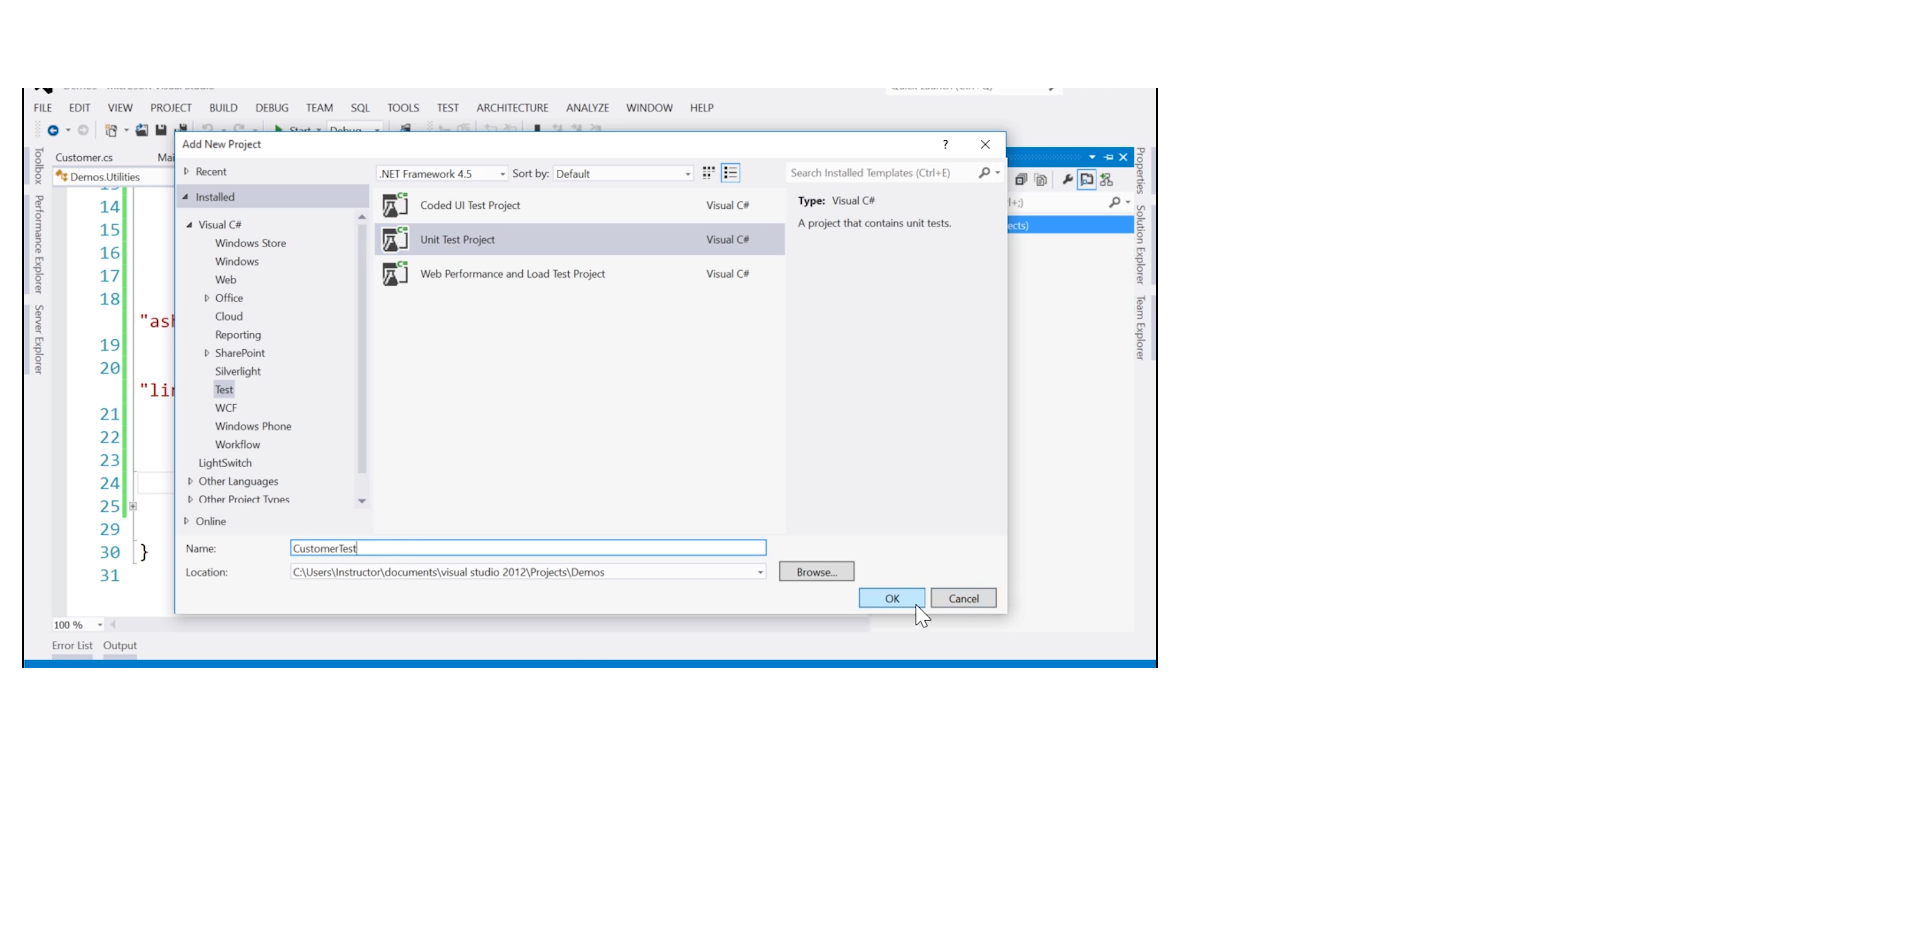 FILE EDIT VIEW PROJECT BUILD DEBUG TEAM SQL TOOLS TEST ARCHITECTURE ANALYZE WINDOW HELP
Start Debug
Toolbox
Performance Explorer
Server Explorer
Customer.cs
Demos.Utilities
14
15
16
17
18
19
20
21
22
23
24
25
29
30 }
31
100 %
Error List Output
Add New Project ?
Recent
Installed
Visual C#
Windows Store
Windows
Web
Office
Cloud
Reporting
SharePoint
Silverlight
Test
WCF
Windows Phone
Workflow
LightSwitch
Other Languages
Other Project Types
Online
.NET Framework 4.5 Sort by: Default
Search Installed Templates (Ctrl+E)
Coded UI Test Project Visual C#
Unit Test Project Visual C#
Web Performance and Load Test Project Visual C#
Type: Visual C#
A project that contains unit tests.
Name: CustomerTest
Location: C:\Users\Instructor\documents\visual studio 2012\Projects\Demos
Browse...
OK Cancel
Properties
Solution Explorer
Team Explorer